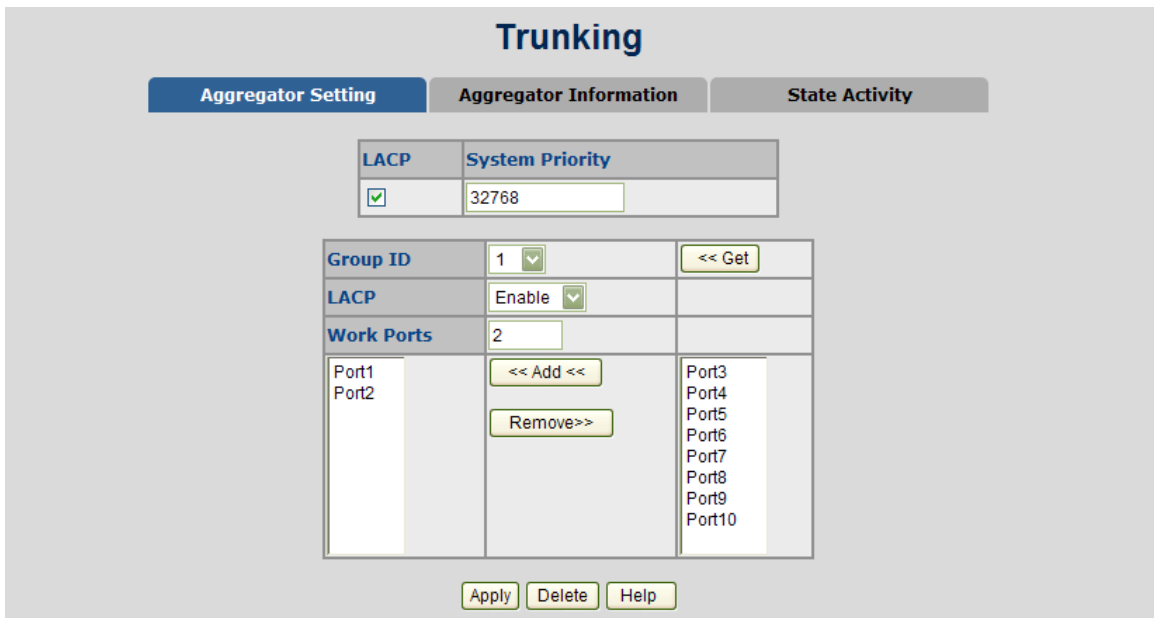 Trunking
Aggregator Setting
Aggregator Information
State Activity
LACP
System Priority
32768
Group ID
1
<< Get
LACP
Enable
Work Ports
2
Port1
Port2
<< Add <<
Remove>>
Port3
Port4
Port5
Port6
Port7
Port8
Port9
Port10
Apply
Delete
Help